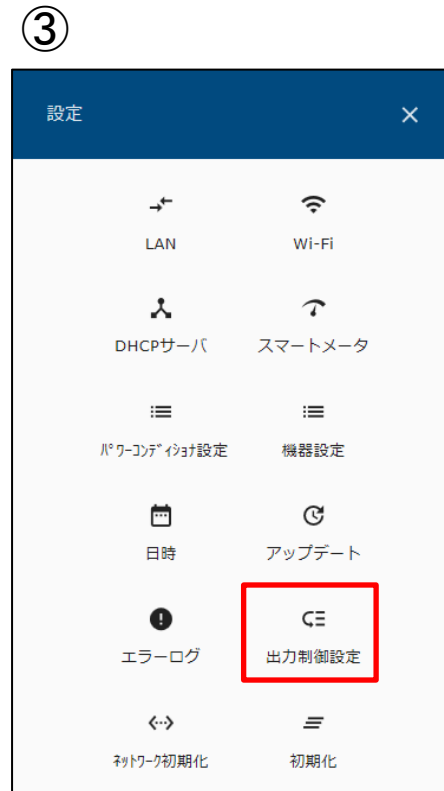 ③
設定
LAN Wi-Fi
DHCPサーバ スマートメータ
ﾊﾟﾜｰｺﾝﾃﾞｨｼｮﾅ設定 機器設定
日時 アップデート
エラーログ 出力制御設定
ﾈｯﾄﾜｰｸ初期化 初期化